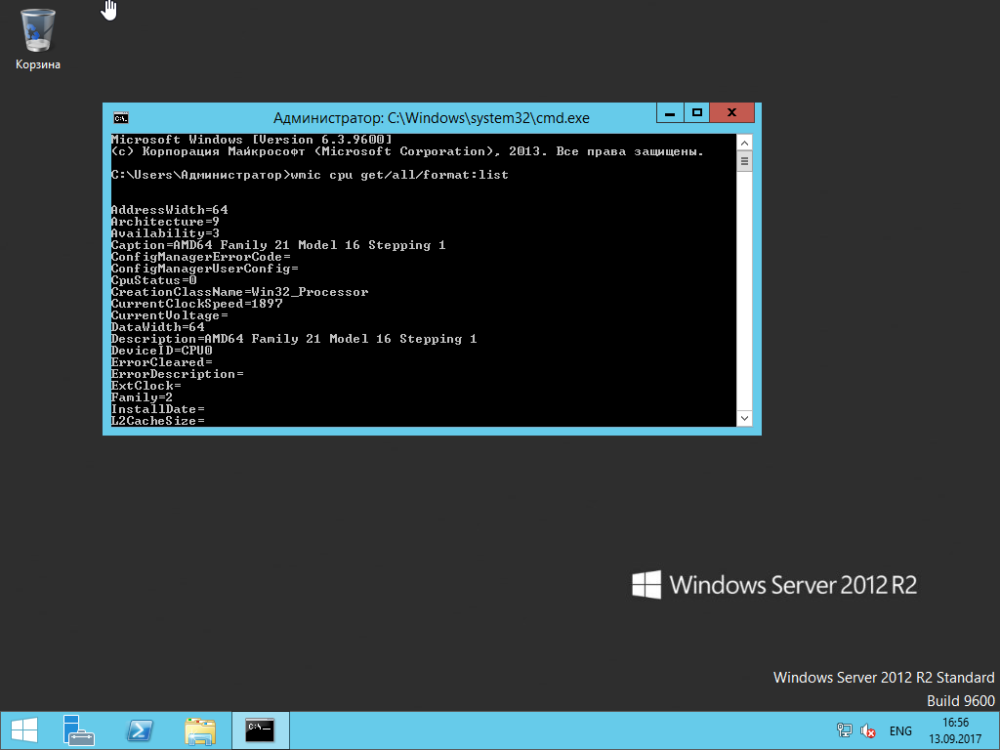 Корзина
Администратор: C:\Windows\system32\cmd.exe
Microsoft Windows [Version 6.3.9600]
(c) Корпорация Майкрософт (Microsoft Corporation), 2013. Все права защищены.
C:\Users\Администратор>wmic cpu get/all/format:list
AddressWidth=64
Architecture=9
Availability=3
Caption=AMD64 Family 21 Model 16 Stepping 1
ConfigManagerErrorCode=
ConfigManagerUserConfig=
CpuStatus=0
CreationClassName=Win32_Processor
CurrentClockSpeed=1897
CurrentVoltage=
DataWidth=64
Description=AMD64 Family 21 Model 16 Stepping 1
DeviceID=CPU0
ErrorCleared=
ErrorDescription=
ExtClock=
Family=2
InstallDate=
L2CacheSize=
Windows Server 2012 R2
Windows Server 2012 R2 Standard
Build 9600
ENG
16:56
13.09.2017